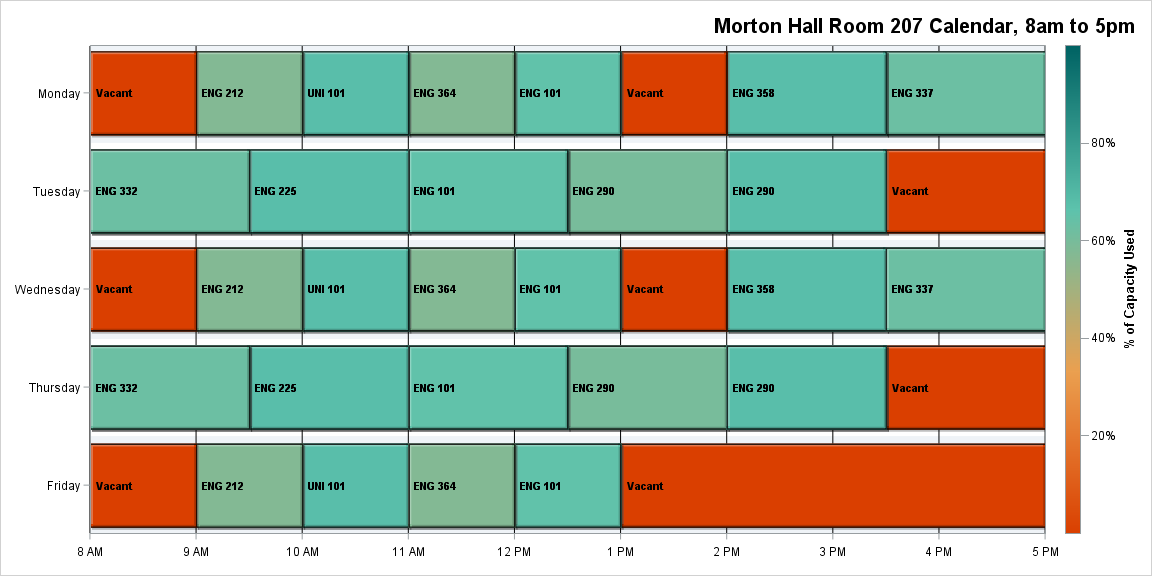 Morton Hall Room 207 Calendar, 8am to 5pm
Monday
Vacant
ENG 212
UNI 101
ENG 364
ENG 101
Vacant
ENG 358
ENG 337
Tuesday
ENG 332
ENG 225
ENG 101
ENG 290
ENG 290
Vacant
Wednesday
Vacant
ENG 212
UNI 101
ENG 364
ENG 101
Vacant
ENG 358
ENG 337
Thursday
ENG 332
ENG 225
ENG 101
ENG 290
ENG 290
Vacant
Friday
Vacant
ENG 212
UNI 101
ENG 364
ENG 101
Vacant
8 AM
9 AM
10 AM
11 AM
12 PM
1 PM
2 PM
3 PM
4 PM
5 PM
80%
60%
40%
20%
% of Capacity Used